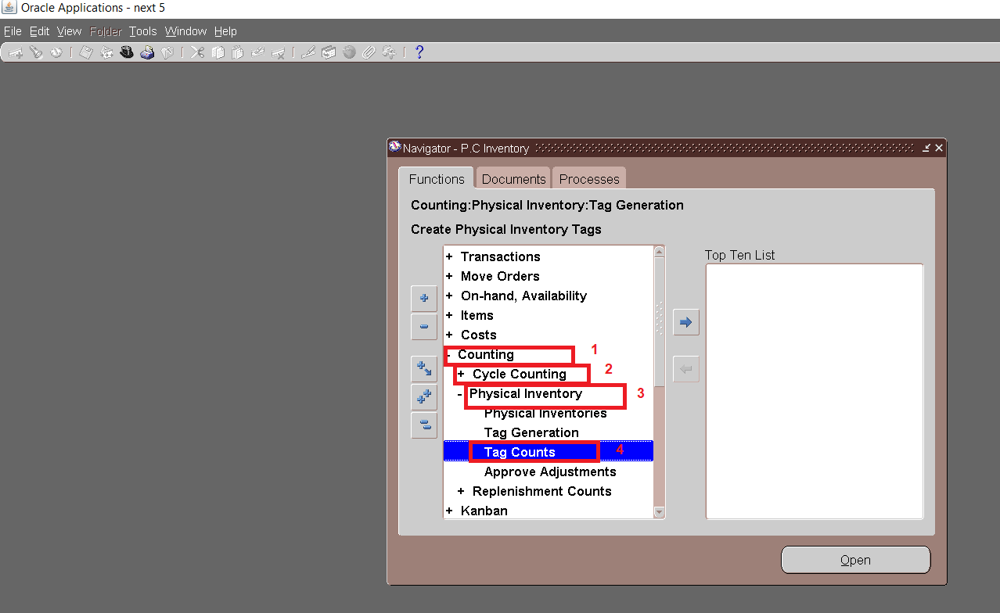 Oracle Applications - next 5
File Edit View Folder Tools Window Help
?
Navigator - P.C Inventory
Functions Documents Processes
Counting:Physical Inventory:Tag Generation
Create Physical Inventory Tags
Top Ten List
+ Transactions
+ Move Orders
+ On-hand, Availability
+ Items
+ Costs
- Counting 1
+ Cycle Counting 2
- Physical Inventory 3
Physical Inventories
Tag Generation
Tag Counts 4
Approve Adjustments
+ Replenishment Counts
+ Kanban
Open